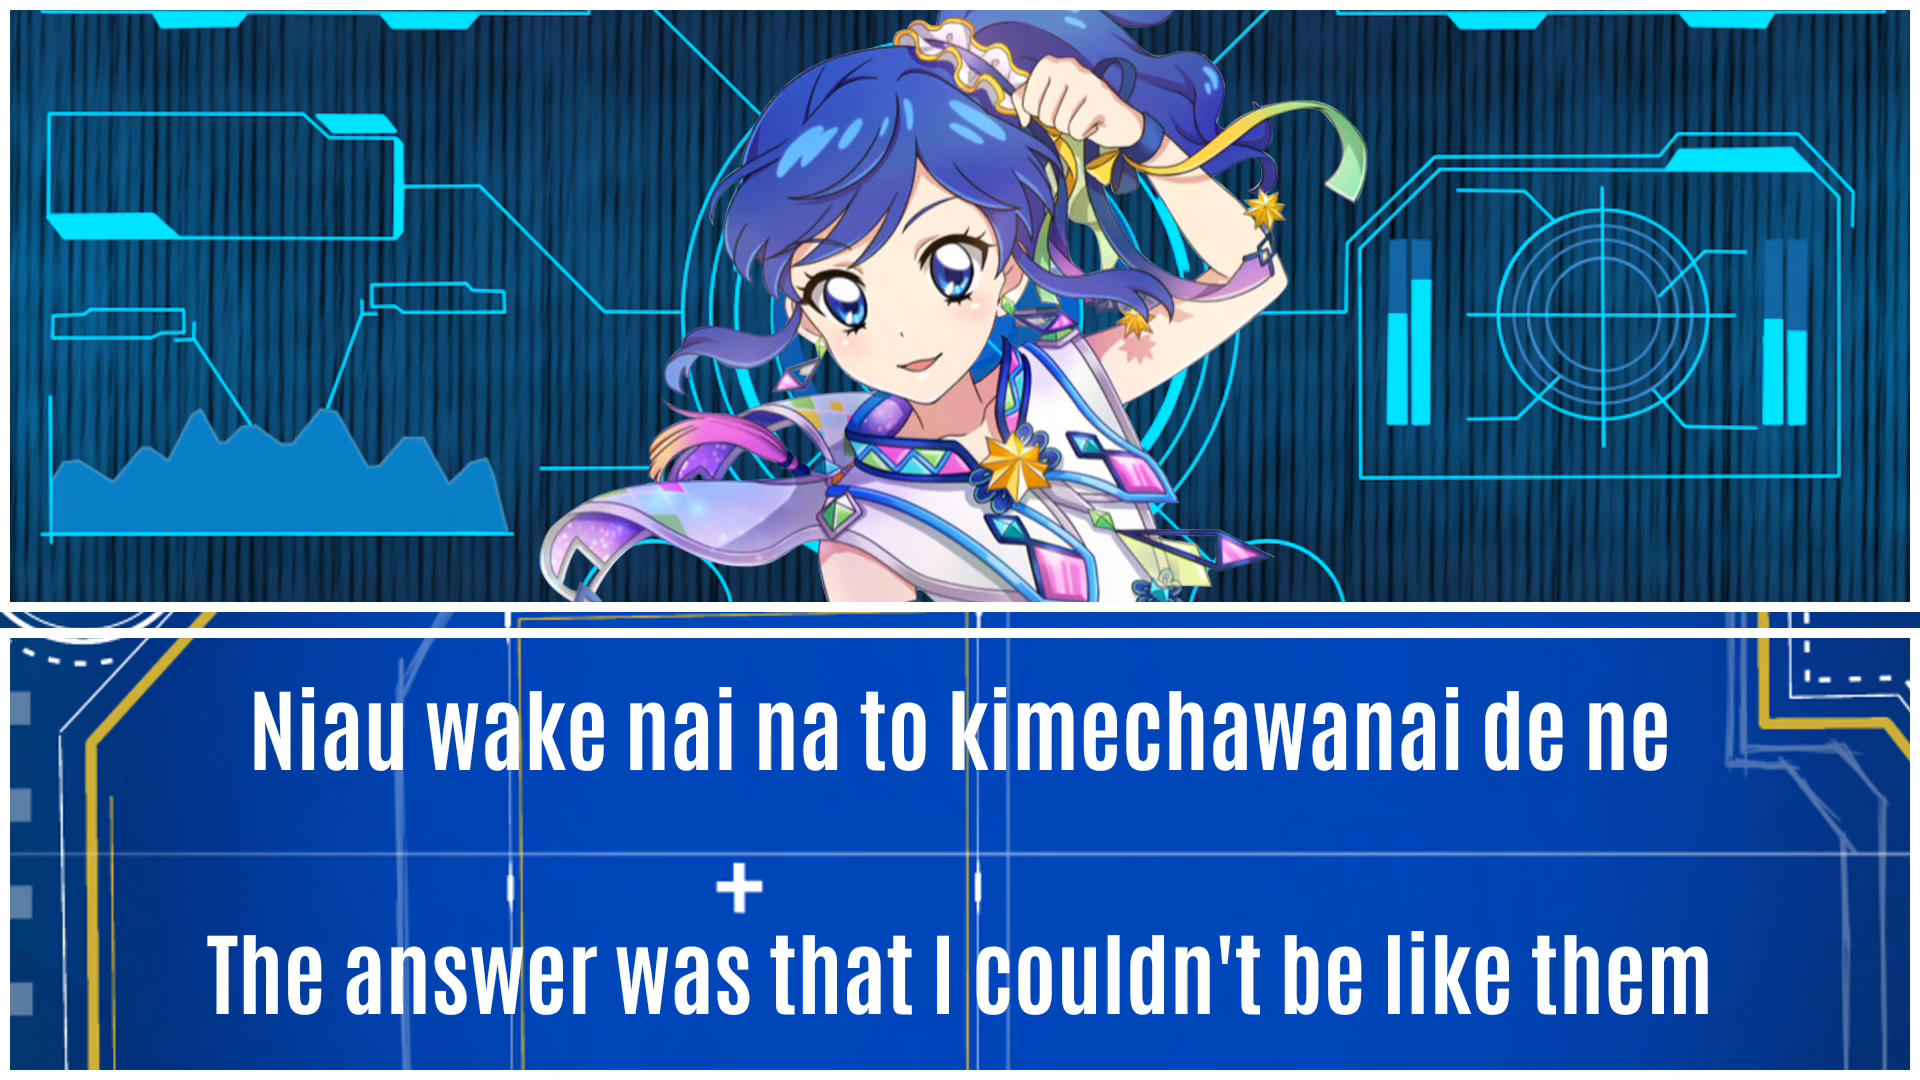 Niau wake nai na to kimechawanai de ne
The answer was that I couldn't be like them